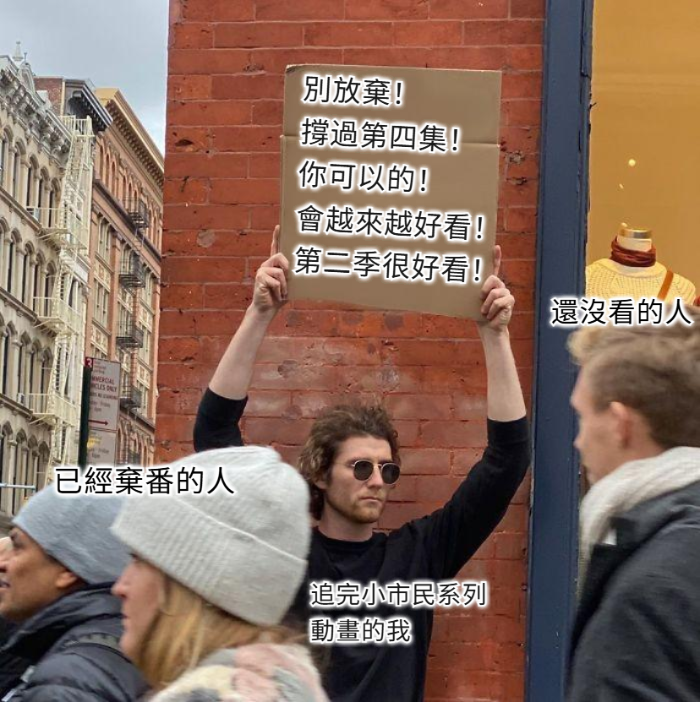 別放棄!
撐過第四集!
你可以的!
會越來越好看!
第二季很好看!
還沒看的人
已經棄番的人
追完小市民系列
動畫的我